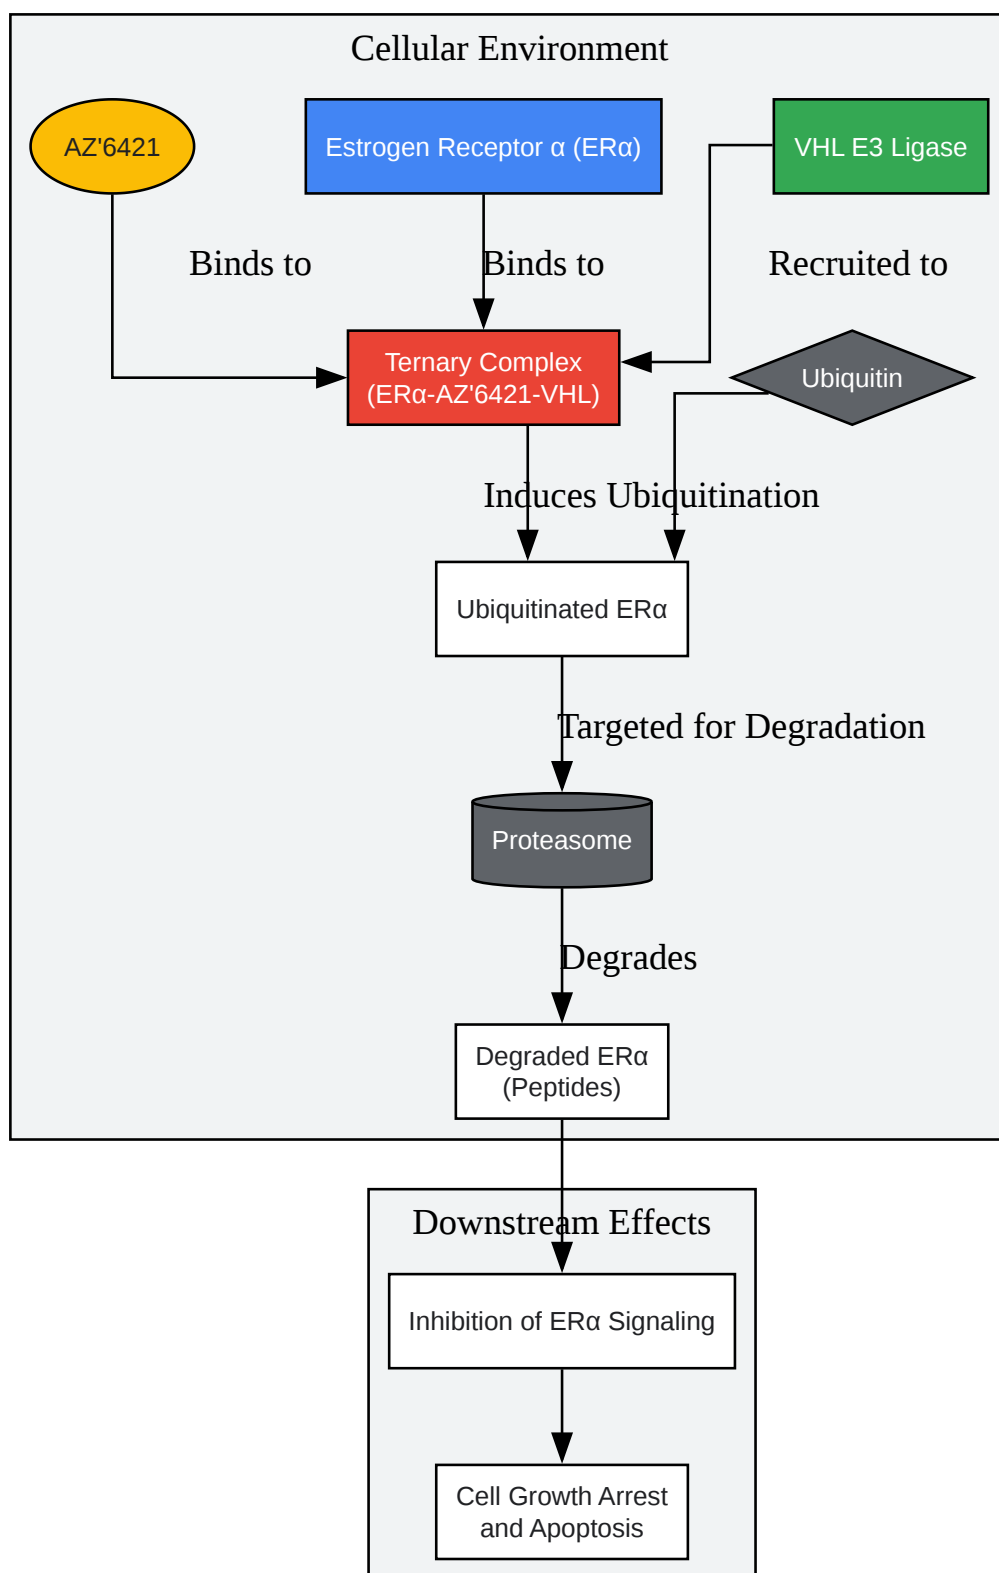 Cellular Environment
AZ'6421
Estrogen Receptor α (ERα)
VHL E3 Ligase
Binds to
Binds to
Recruited to
Ternary Complex
(ERα-AZ'6421-VHL)
Ubiquitin
Induces Ubiquitination
Ubiquitinated ERα
Targeted for Degradation
Proteasome
Degrades
Degraded ERα
(Peptides)
Downstream Effects
Inhibition of ERα Signaling
Cell Growth Arrest
and Apoptosis